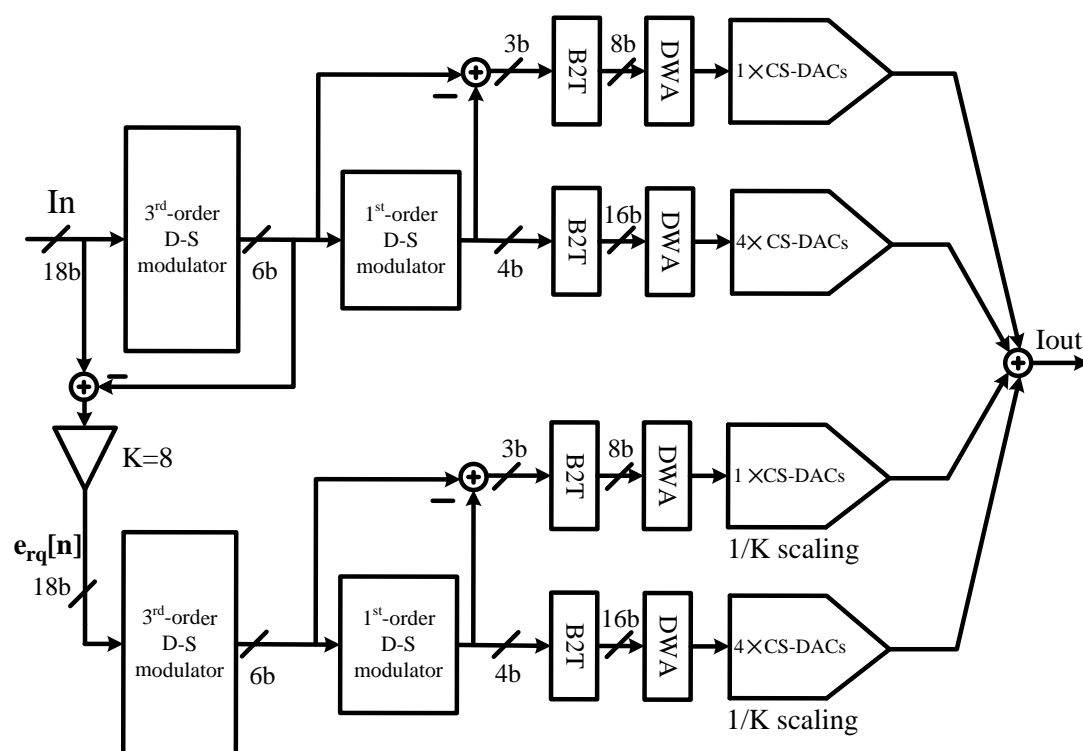 In
18b
3rd-order
D-S
modulator
6b
1st-order
D-S
modulator
3b
B2T
8b
DWA
1×CS-DACs
4b
B2T
16b
DWA
4×CS-DACs
Iout
K=8
erq[n]
18b
3rd-order
D-S
modulator
6b
1st-order
D-S
modulator
3b
B2T
8b
DWA
1×CS-DACs
1/K scaling
4b
B2T
16b
DWA
4×CS-DACs
1/K scaling